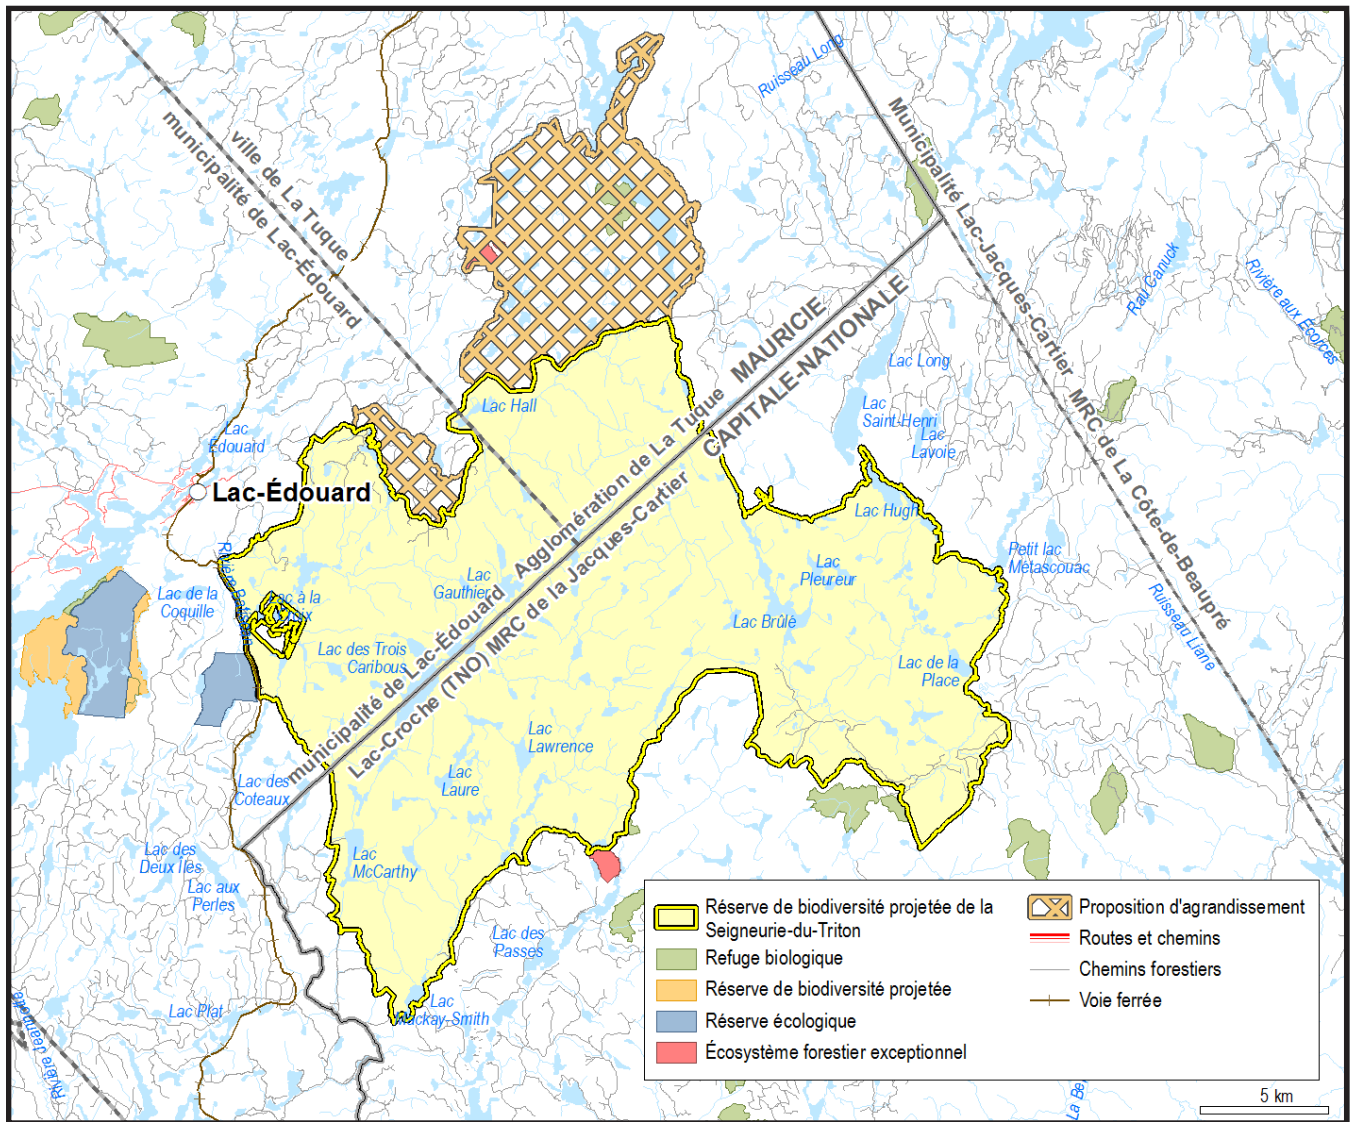 Ruisseau Long
Municipalité Lac-Jacques-Cartier
MRC de La Côte-de-Beaupré
ville de La Tuque
municipalité de Lac-Édouard
Rau Canuck
Rivière aux Écorces
MAURICIE
CAPITALE-NATIONALE
Lac Long
Lac
Saint-Henri
Lac
Lavoie
Lac Hall
Lac
Édouard
Lac-Édouard
Agglomération de La Tuque
municipalité de Lac-Édouard
Lac-Croche (TNO)
MRC de la Jacques-Cartier
Lac Hugh
Petit lac
Métascouac
Lac
Pleureur
Lac
Gauthier
Lac de la
Coquille
Lac à la
Lac Brûlé
Ruisseau Liane
Lac des Trois
Caribous
Lac de la
Place
Lac
Lawrence
Lac
Laure
Lac des
Coteaux
Lac
McCarthy
Lac des
Deux Îles
Lac aux
Perles
Lac des
Passes
Lac Plat
Lac
Mackay-Smith
Rivière Jeannotte
Réserve de biodiversité projetée de la
Seigneurie-du-Triton
Refuge biologique
Réserve de biodiversité projetée
Réserve écologique
Écosystème forestier exceptionnel
Proposition d'agrandissement
Routes et chemins
Chemins forestiers
Voie ferrée
5 km